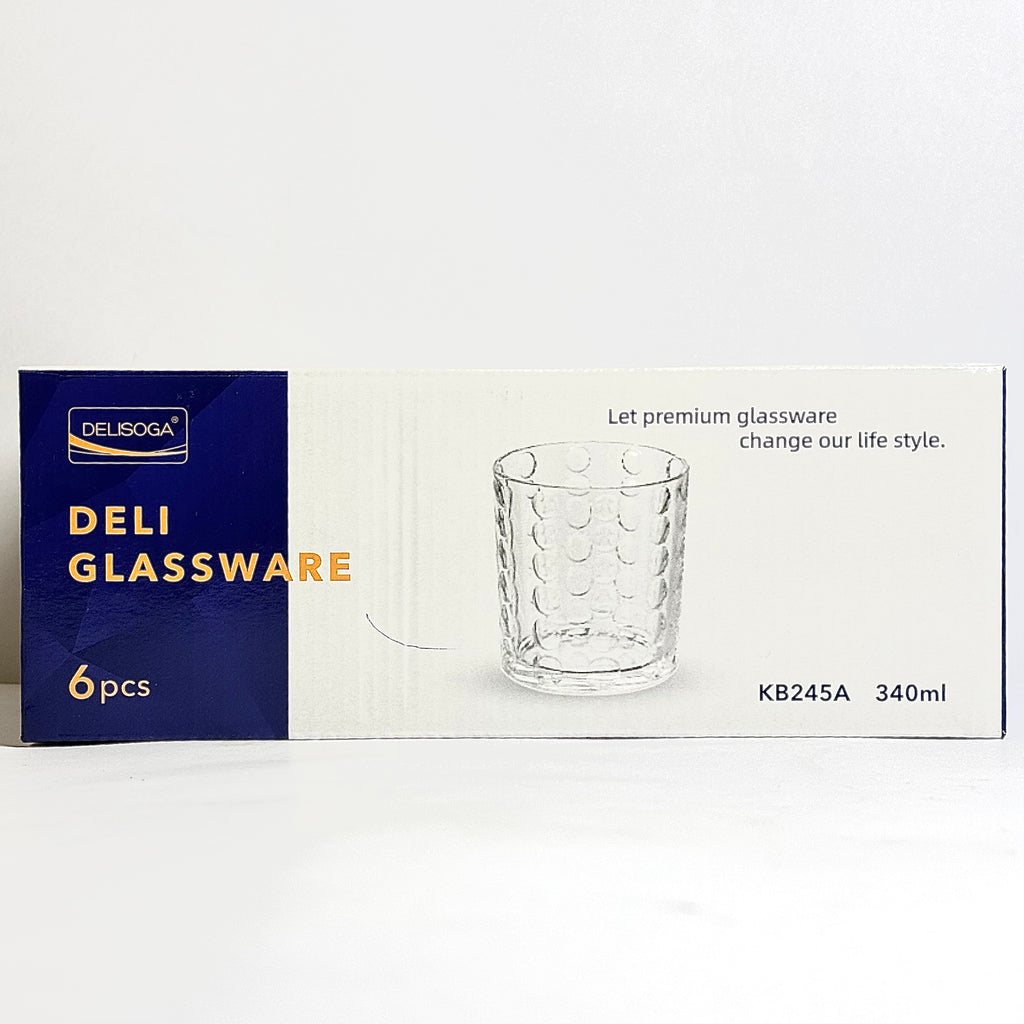 DELISOGA®
DELI
GLASSWARE
6pcs
Let premium glassware
change our life style.
KB245A 340ml